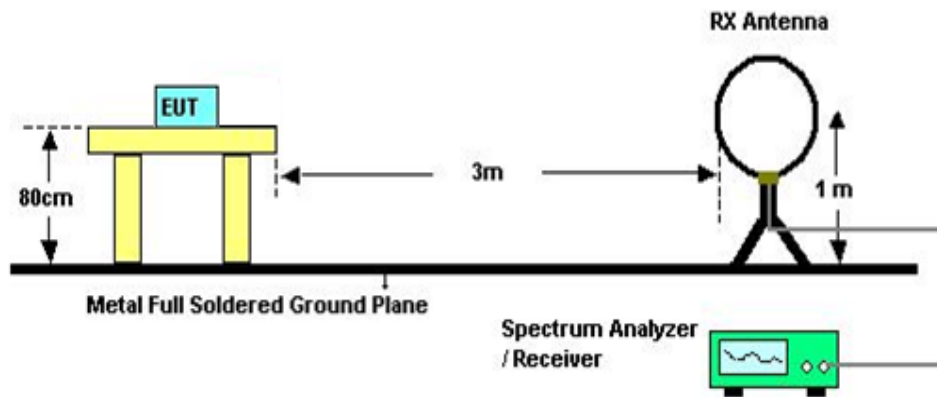 RX Antenna
EUT
3m
80cm
1 m
Metal Full Soldered Ground Plane
Spectrum Analyzer
/ Receiver